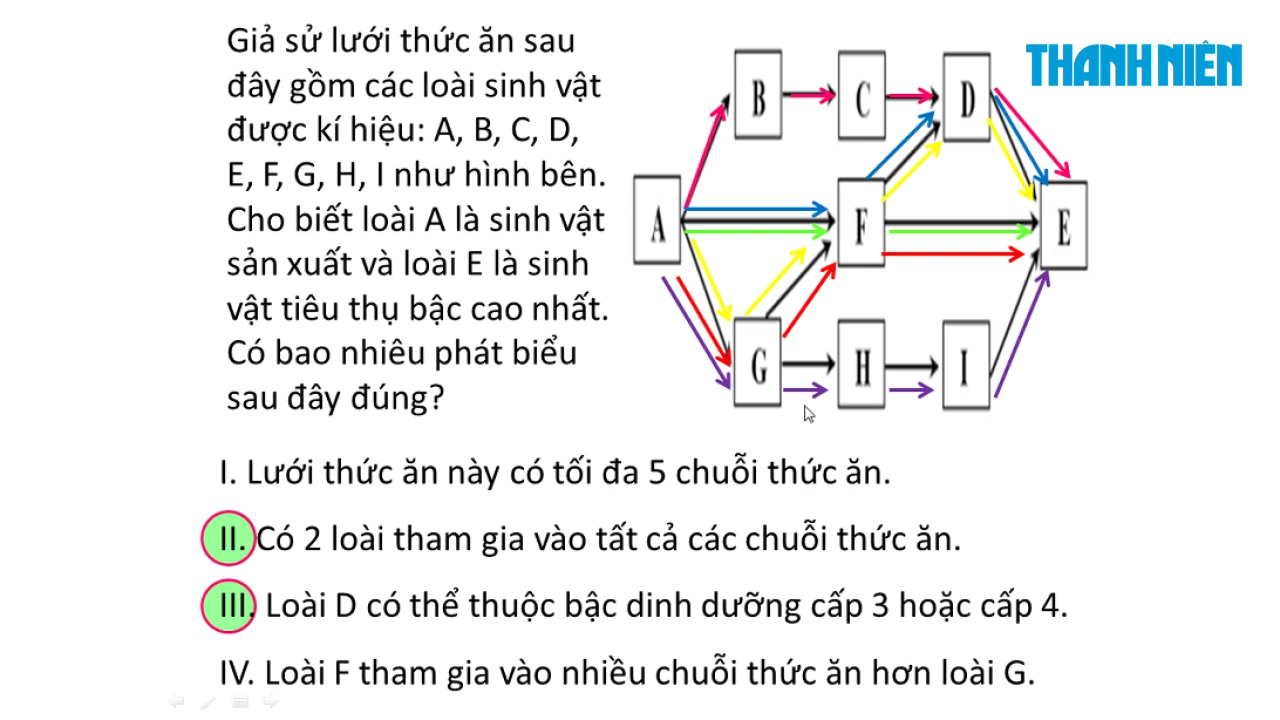 Giả sử lưới thức ăn sau
đây gồm các loài sinh vật
được kí hiệu: A, B, C, D,
E, F, G, H, I như hình bên.
Cho biết loài A là sinh vật
sản xuất và loài E là sinh
vật tiêu thụ bậc cao nhất.
Có bao nhiêu phát biểu
sau đây đúng?
THANH NIÊN
B C D
A F E
G H I
I. Lưới thức ăn này có tối đa 5 chuỗi thức ăn.
II. Có 2 loài tham gia vào tất cả các chuỗi thức ăn.
III. Loài D có thể thuộc bậc dinh dưỡng cấp 3 hoặc cấp 4.
IV. Loài F tham gia vào nhiều chuỗi thức ăn hơn loài G.